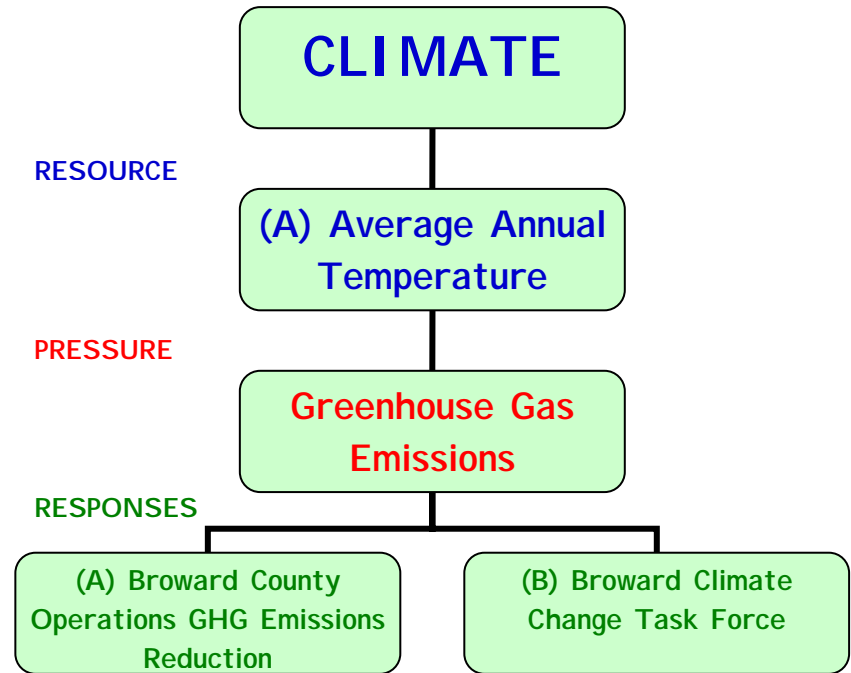 CLIMATE
RESOURCE
(A) Average Annual
Temperature
PRESSURE
Greenhouse Gas
Emissions
RESPONSES
(A) Broward County
Operations GHG Emissions
Reduction
(B) Broward Climate
Change Task Force